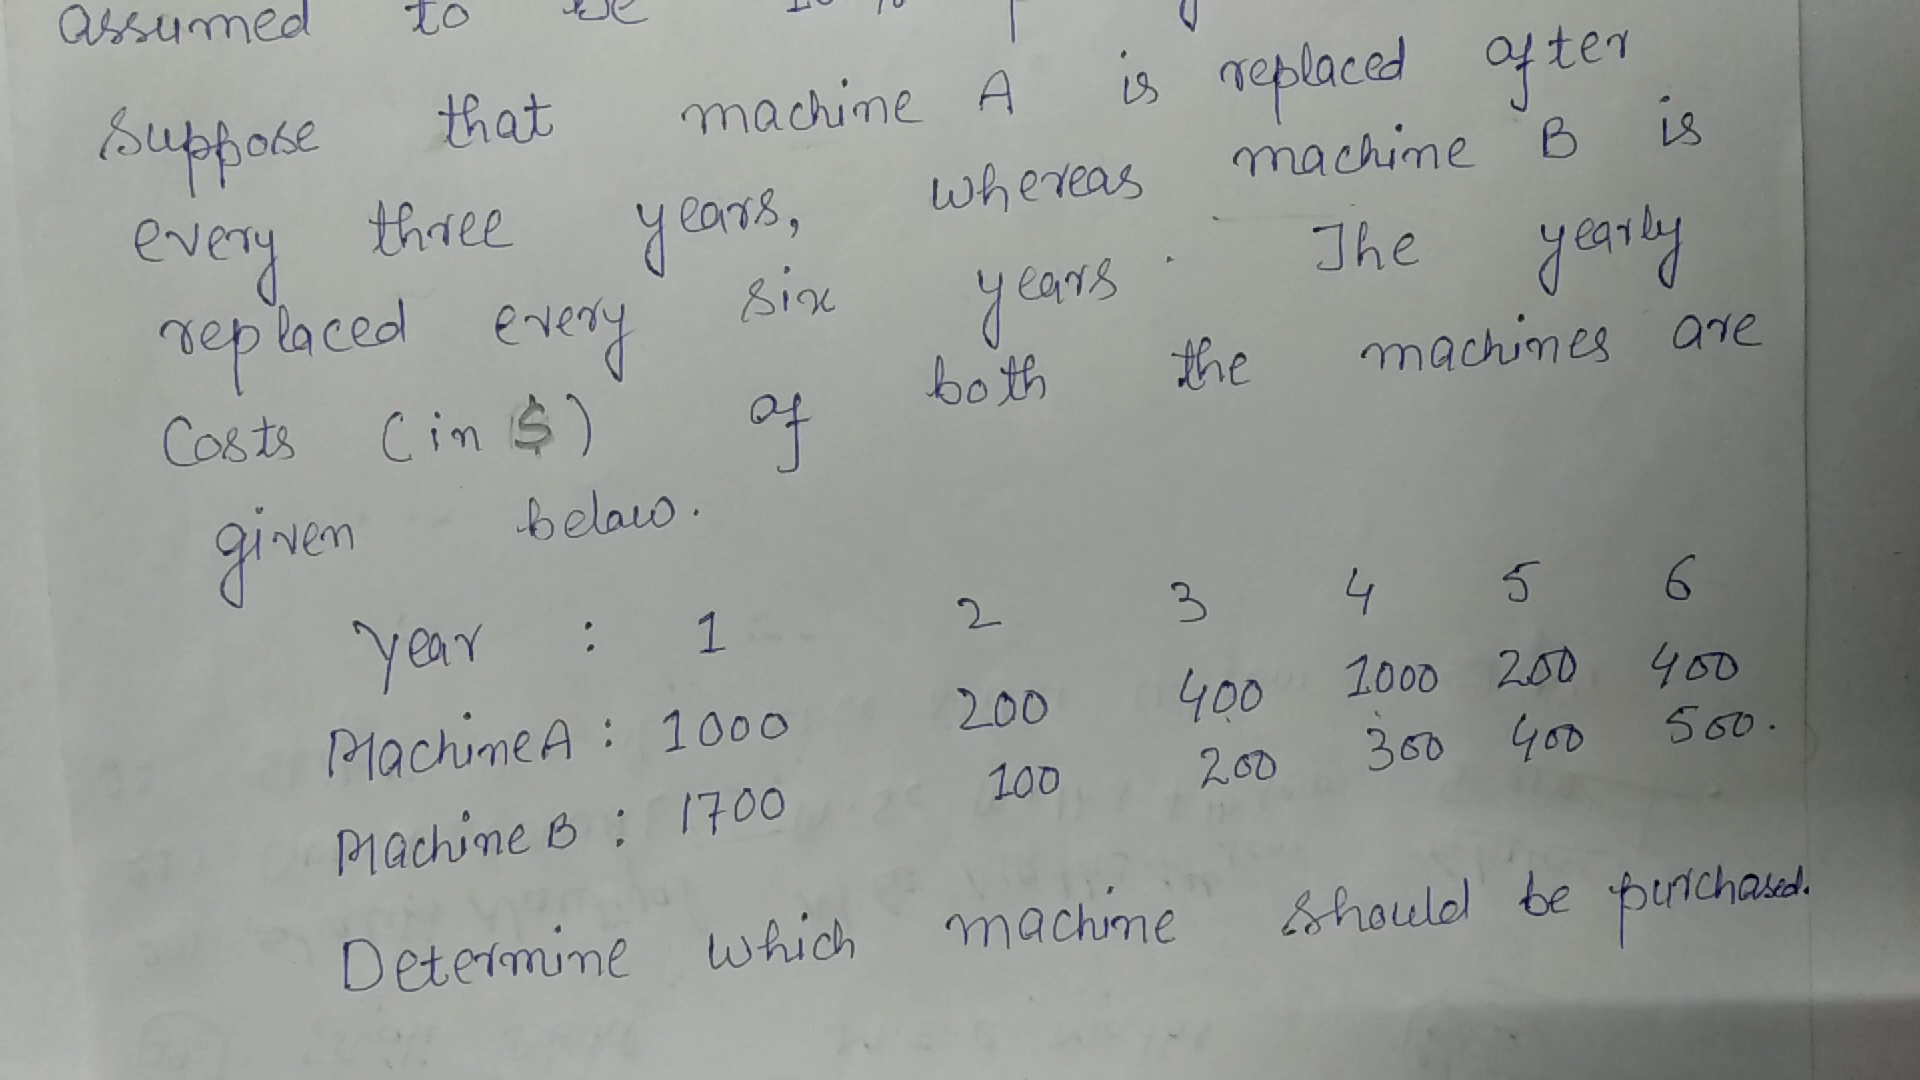 assumed to be 10% p y
Suppose that machine A is replaced after
every three years, whereas machine B is
replaced every six years. The yearly
Costs (in $) of both the machines are
given below.
Year : 1 2 3 4 5 6
Machine A : 1000 200 400 1000 200 400
Machine B : 1700 100 200 300 400 500.
Determine which machine should be purchased.